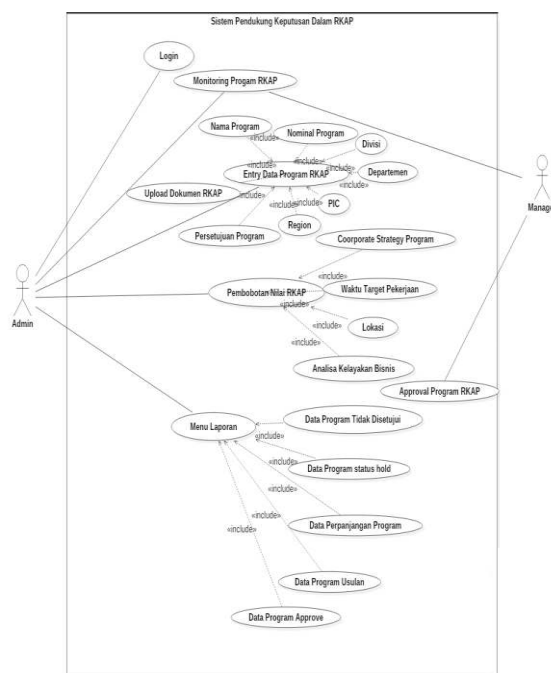 Sistem Pendukung Keputusan Dalam RKAP
Login
Monitoring Progam RKAP
Nama Program
Nominal Program
«include»
«include»
Divisi
«include»
«include»
Entry Data Program RKAP
Departemen
«include»
Upload Dokumen RKAP
«include»
«include»
«include»
PIC
Manager
Persetujuan Program
Region
Coorporate Strategy Program
«include»
Pembobotan Nilai RKAP
Waktu Target Pekerjaan
«include»
Admin
«include»
Lokasi
«include»
Analisa Kelayakan Bisnis
Approval Program RKAP
Menu Laporan
Data Program Tidak Disetujui
«include»
«include»
Data Program status hold
«include»
«include»
Data Perpanjangan Program
«include»
Data Program Usulan
Data Program Approve